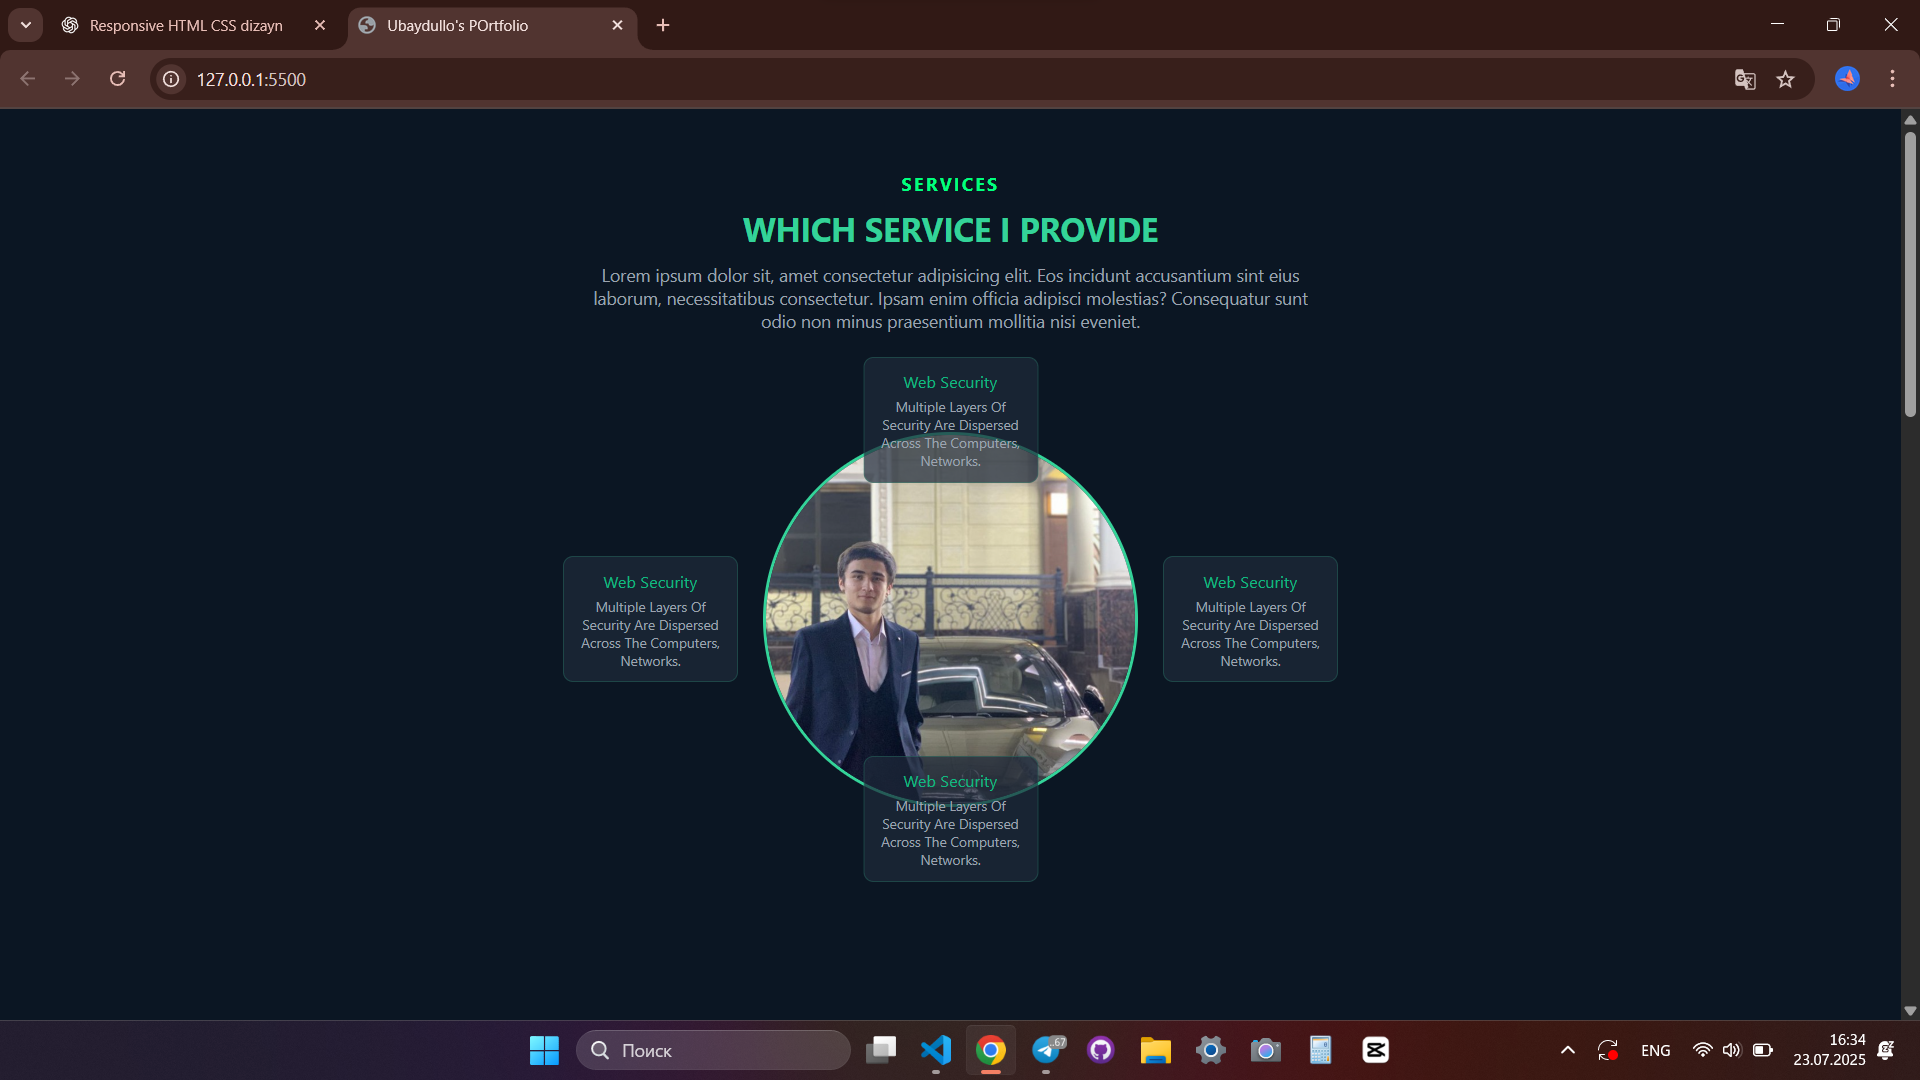 Responsive HTML CSS dizayn
Ubaydullo's POrtfolio
127.0.0.1:5500
SERVICES
WHICH SERVICE I PROVIDE
Lorem ipsum dolor sit, amet consectetur adipisicing elit. Eos incidunt accusantium sint eius
laborum, necessitatibus consectetur. Ipsam enim officia adipisci molestias? Consequatur sunt
odio non minus praesentium mollitia nisi eveniet.
Web Security
Multiple Layers Of
Security Are Dispersed
Across The Computers,
Networks.
Web Security
Multiple Layers Of
Security Are Dispersed
Across The Computers,
Networks.
Web Security
Multiple Layers Of
Security Are Dispersed
Across The Computers,
Networks.
Web Security
Multiple Layers Of
Security Are Dispersed
Across The Computers,
Networks.
Поиск
..67
ENG
16:34
23.07.2025